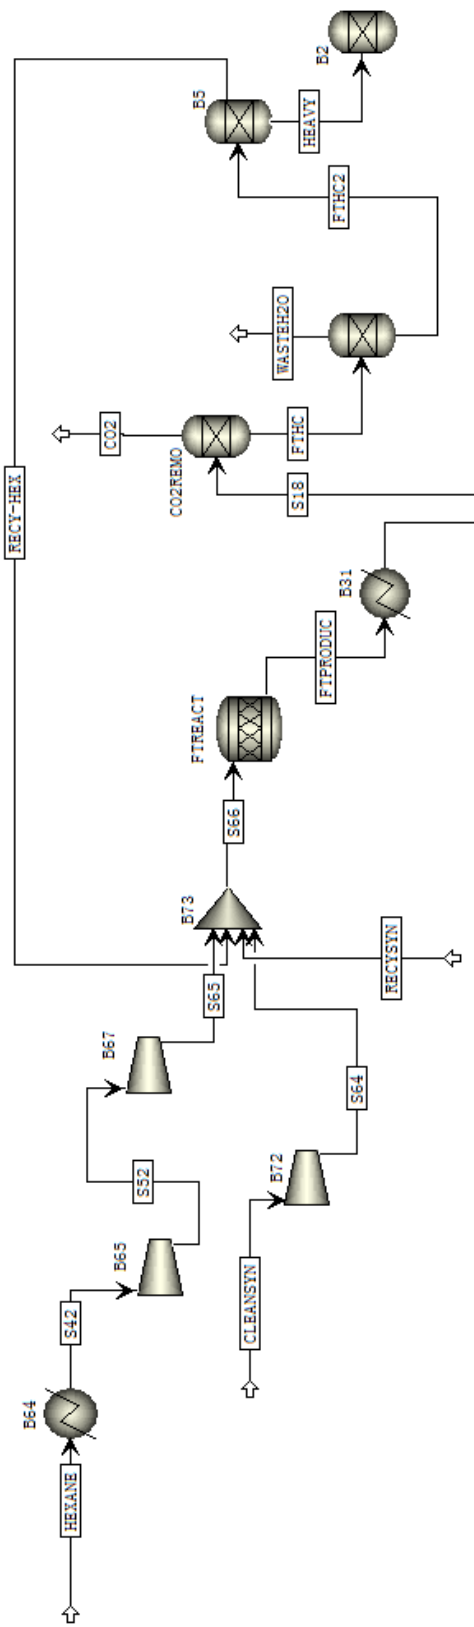 HEXANE
B64
S42
B65
S52
B67
S65
CLEANSYN
B72
S64
RECYSYN
RECY-HEX
B73
S66
FTREACT
FTPRODUC
B31
S18
CO2REMO
CO2
FTHC
WASTEH2O
FTHC2
B5
HEAVY
B2